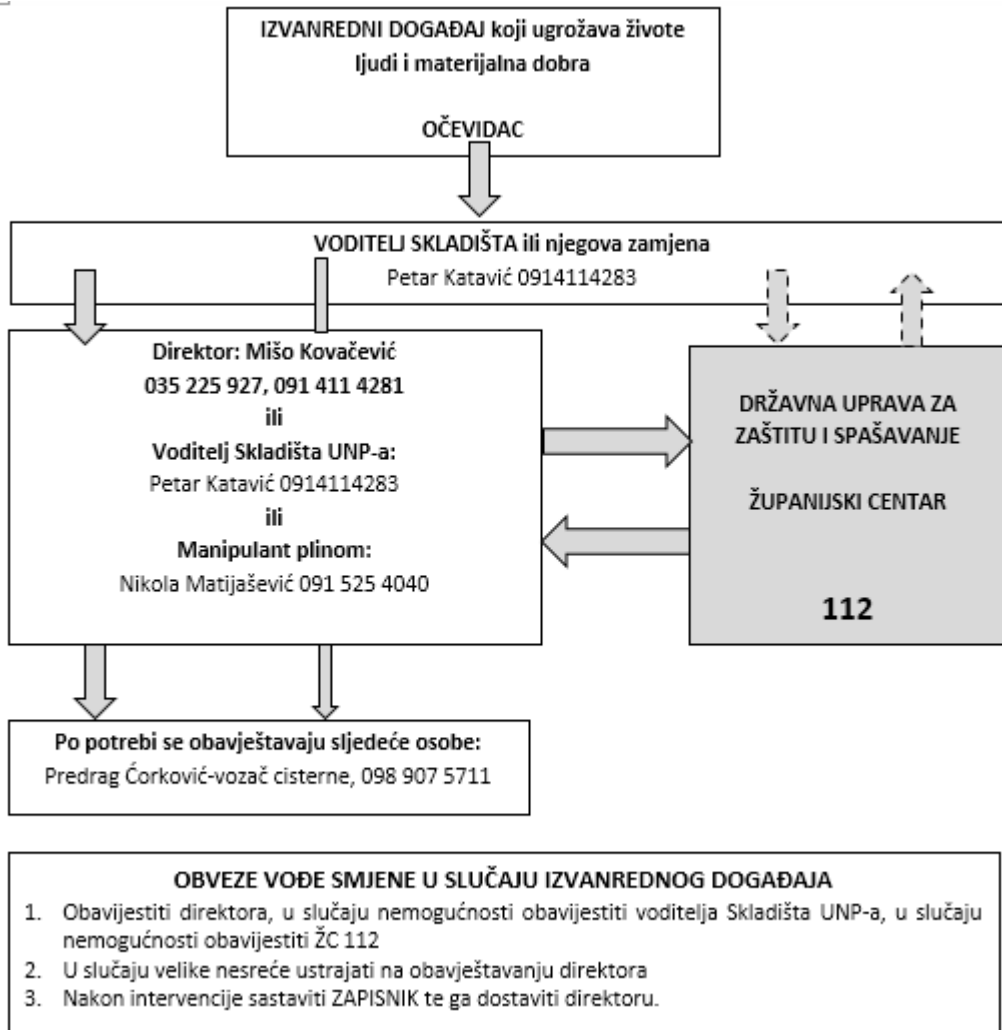 IZVANREDNI DOGAĐAJ koji ugrožava živote
ljudi i materijalna dobra
OČEVIDAC
VODITELJ SKLADIŠTA ili njegova zamjena
Petar Katavić 0914114283
Direktor: Mišo Kovačević
035 225 927, 091 411 4281
ili
Voditelj Skladišta UNP-a:
Petar Katavić 0914114283
ili
Manipulant plinom:
Nikola Matijašević 091 525 4040
DRŽAVNA UPRAVA ZA
ZAŠTITU I SPAŠAVANJE
ŽUPANIJSKI CENTAR
112
Po potrebi se obavještavaju sljedeće osobe:
Predrag Ćorković-vozač cisterne, 098 907 5711
OBVEZE VOĐE SMJENE U SLUČAJU IZVANREDNOG DOGAĐAJA
1. Obavijestiti direktora, u slučaju nemogućnosti obavijestiti voditelja Skladišta UNP-a, u slučaju
nemogućnosti obavijestiti ŽC 112
2. U slučaju velike nesreće ustrajati na obavještavanju direktora
3. Nakon intervencije sastaviti ZAPISNIK te ga dostaviti direktoru.